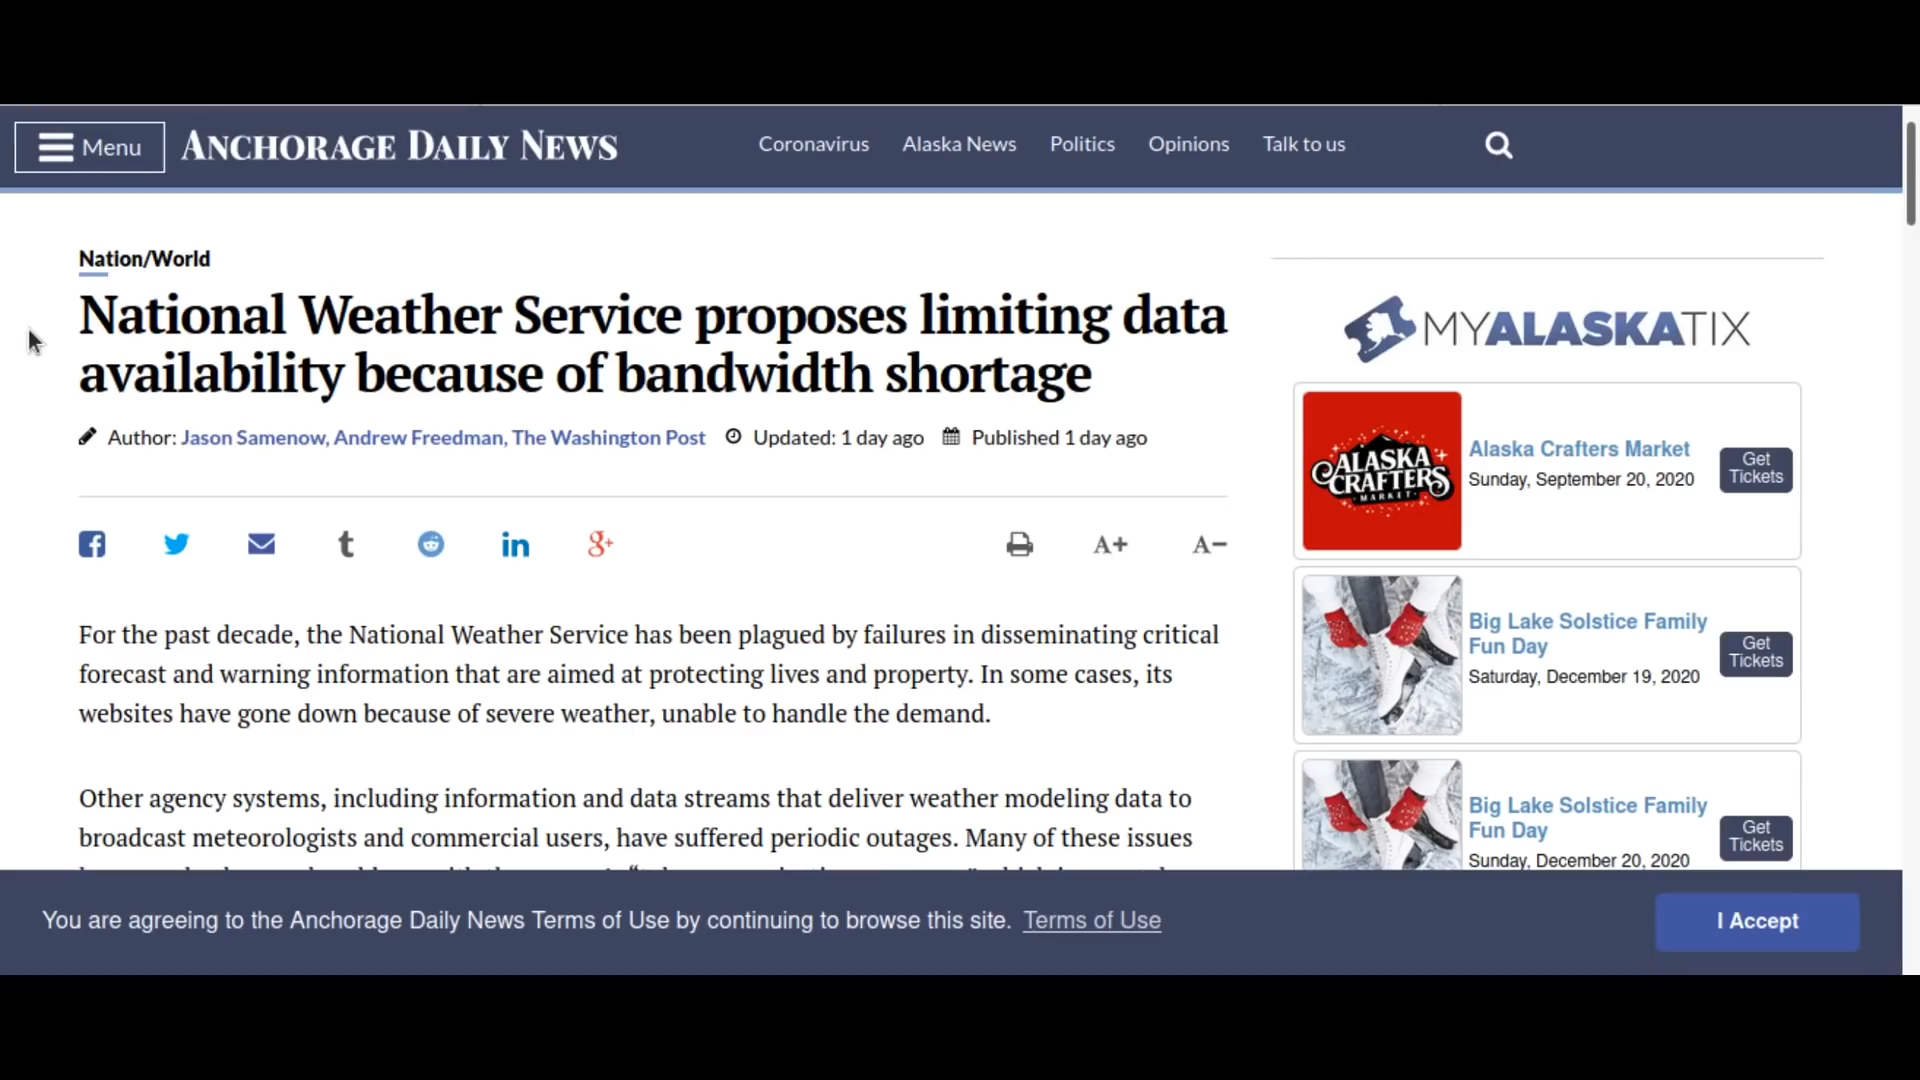 Menu
ANCHORAGE DAILY NEWS
Coronavirus
Alaska News
Politics
Opinions
Talk to us
Nation/World
National Weather Service proposes limiting data
availability because of bandwidth shortage
Author: Jason Samenow, Andrew Freedman, The Washington Post Updated: 1 day ago Published 1 day ago
A+
A-
For the past decade, the National Weather Service has been plagued by failures in disseminating critical
forecast and warning information that are aimed at protecting lives and property. In some cases, its
websites have gone down because of severe weather, unable to handle the demand.
Other agency systems, including information and data streams that deliver weather modeling data to
broadcast meteorologists and commercial users, have suffered periodic outages. Many of these issues
MYALASKATIX
ALASKA
CRAFTERS
MARKET
Alaska Crafters Market
Sunday, September 20, 2020
Get
Tickets
Big Lake Solstice Family
Fun Day
Saturday, December 19, 2020
Get
Tickets
Big Lake Solstice Family
Fun Day
Sunday, December 20, 2020
Get
Tickets
You are agreeing to the Anchorage Daily News Terms of Use by continuing to browse this site. Terms of Use
I Accept